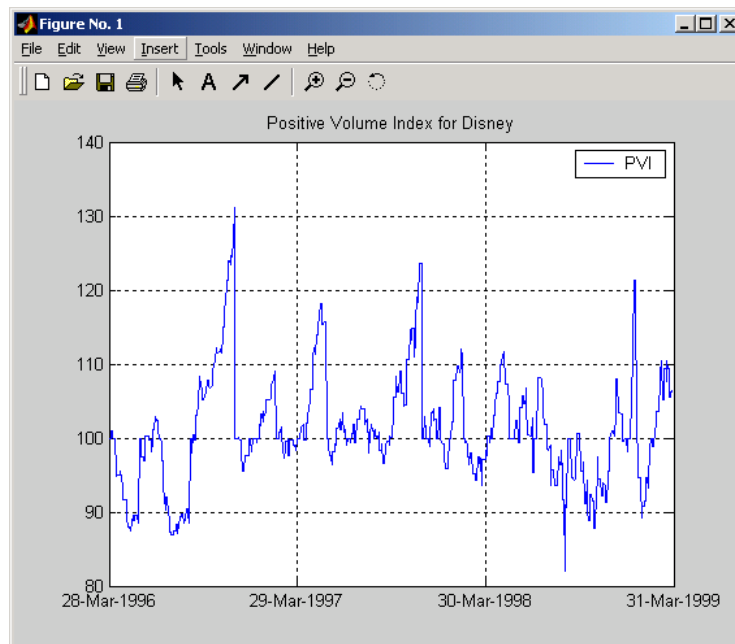 Figure No. 1
File Edit View Insert Tools Window Help
A
Positive Volume Index for Disney
140
PVI
130
120
110
100
90
80
28-Mar-1996 29-Mar-1997 30-Mar-1998 31-Mar-1999